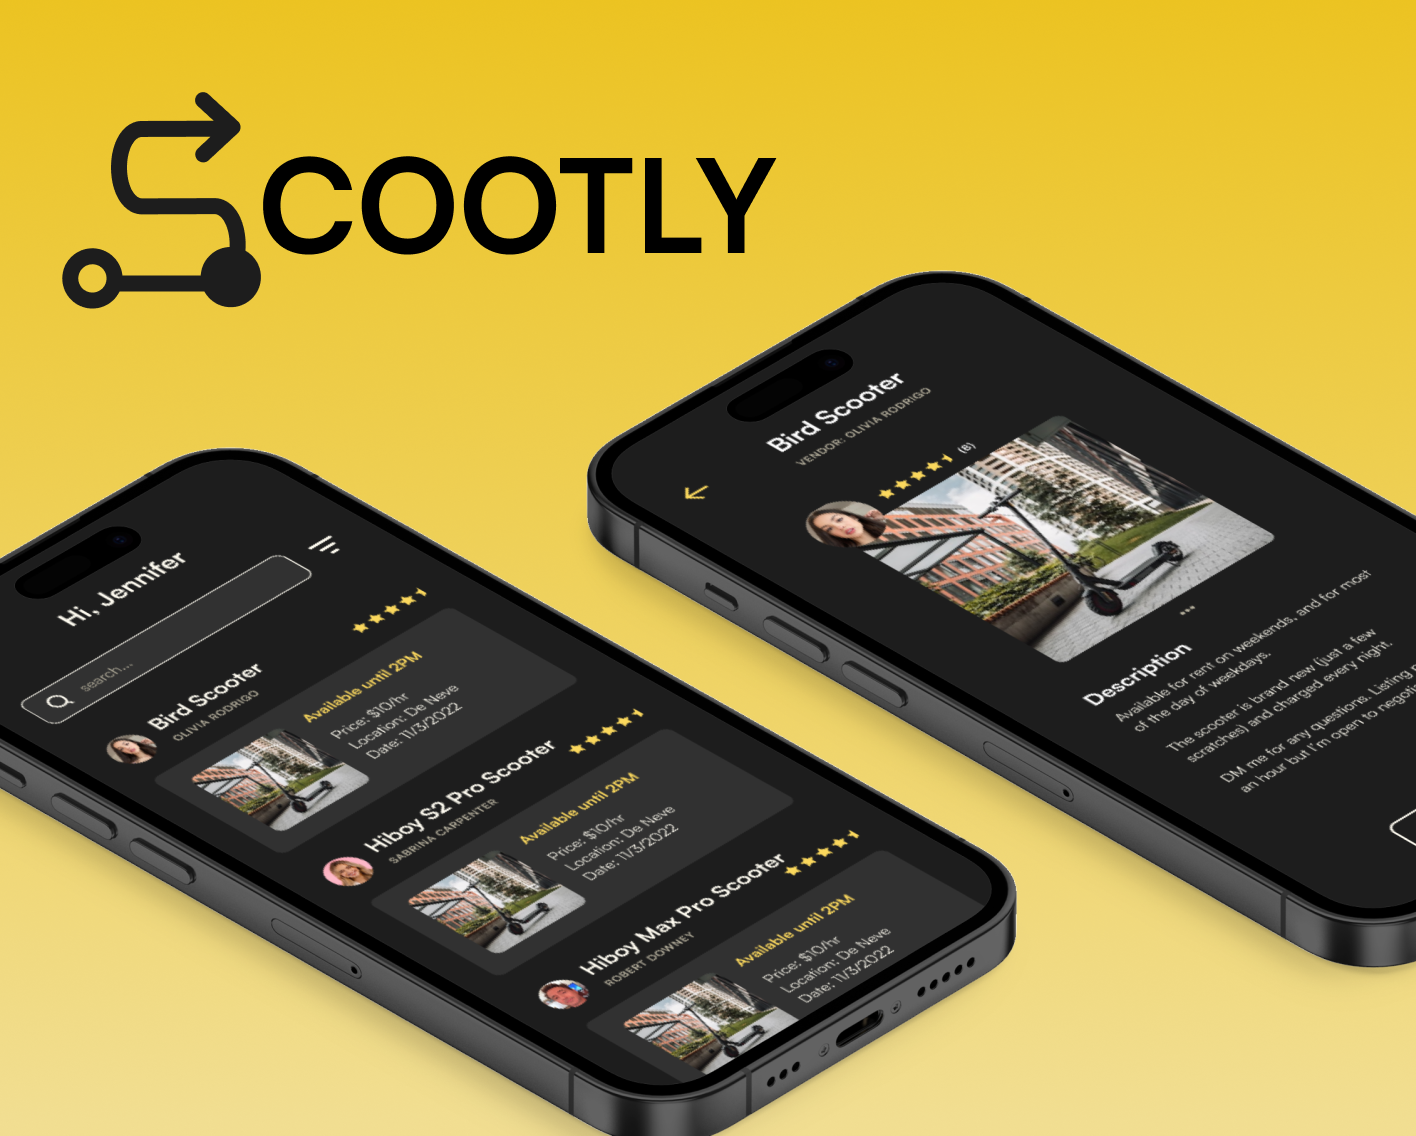 SCOOTLY
Hi, Jennifer
search...
Bird Scooter
OLIVIA RODRIGO
Available until 2PM
Price: $10/hr
Location: De Neve
Date: 11/3/2022
Hiboy S2 Pro Scooter
SABRINA CARPENTER
Available until 2PM
Price: $10/hr
Location: De Neve
Date: 11/3/2022
Hiboy Max Pro Scooter
ROBERT DOWNEY
Available until 2PM
Price: $10/hr
Location: De Neve
Date: 11/3/2022
Bird Scooter
VENDOR: OLIVIA RODRIGO
(8)
Description
Available for rent on weekends, and for most
of the day of weekdays.
The scooter is brand new (just a few
scratches) and charged every night.
DM me for any questions. Listing
an hour but I'm open to